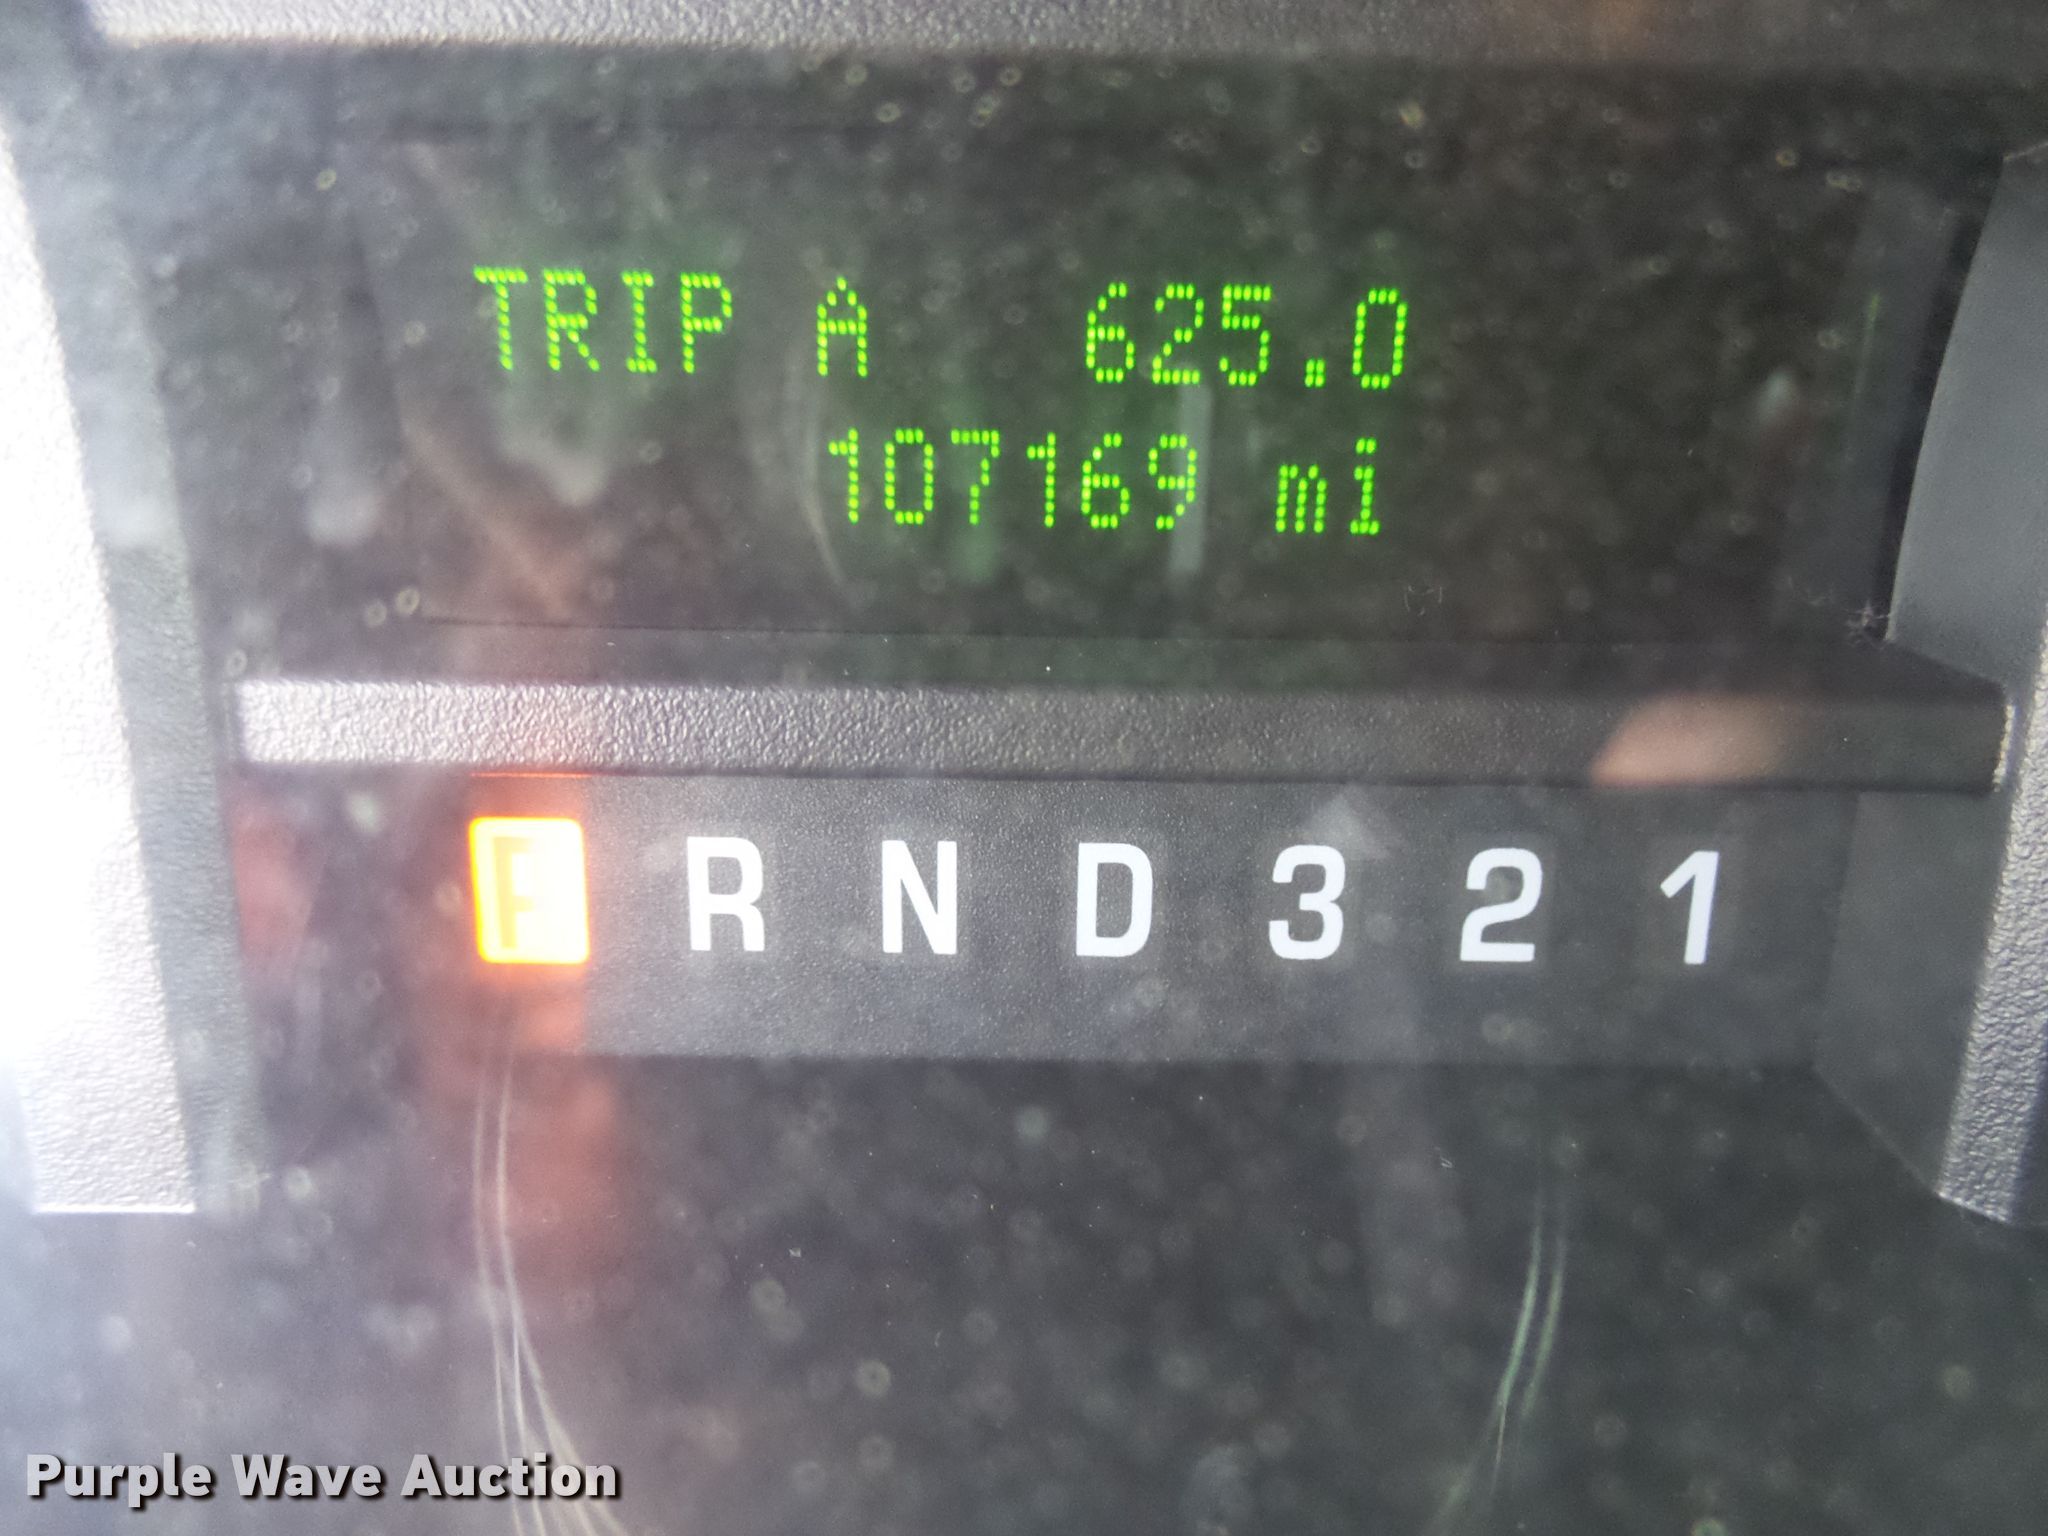 TRIP A 625.0
107169 mi
P R N D 3 2 1
Purple Wave Auction